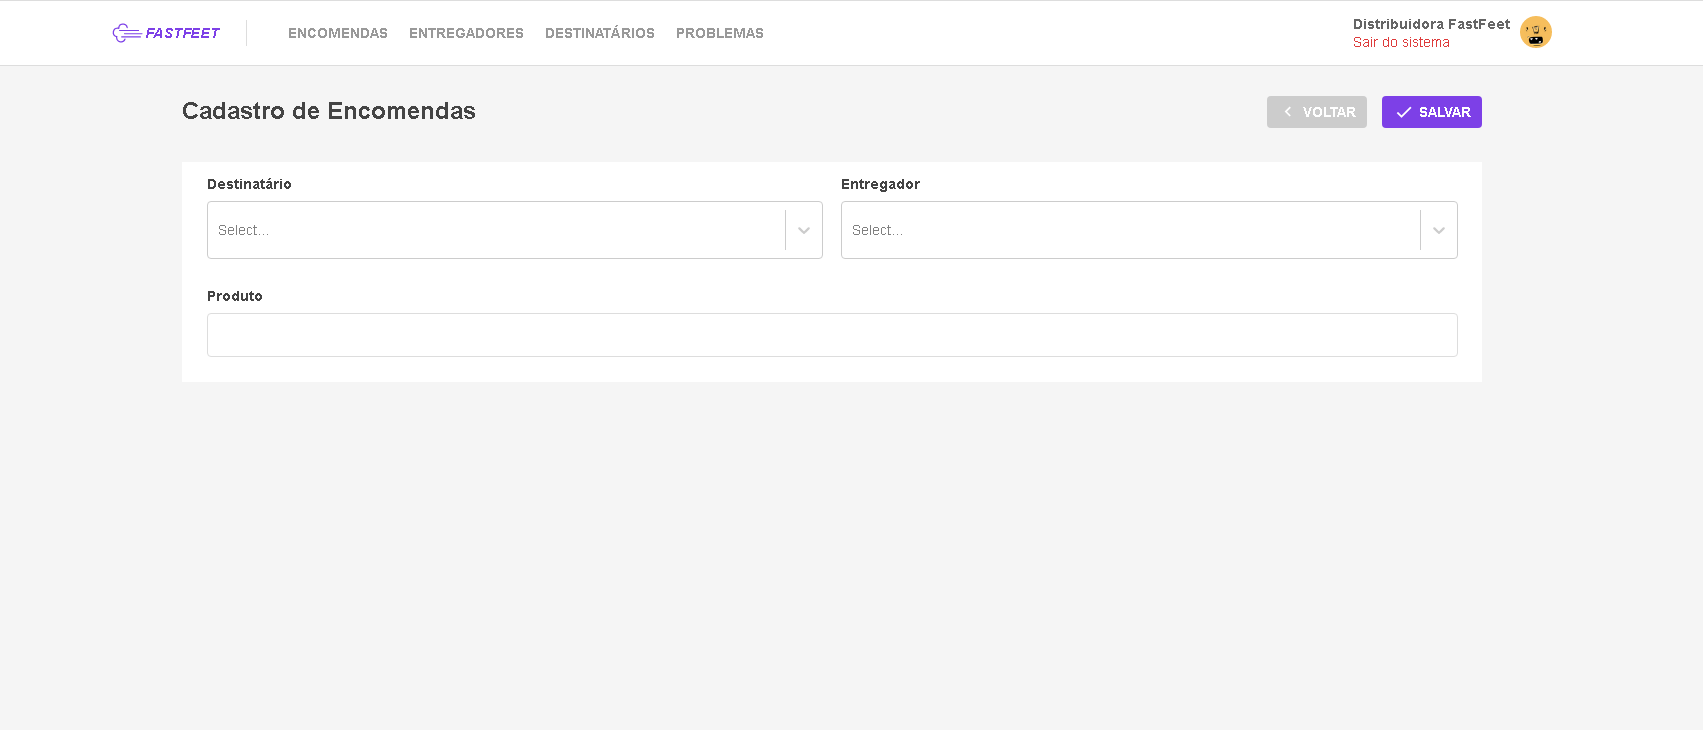 FASTFEET
ENCOMENDAS ENTREGADORES DESTINATÁRIOS PROBLEMAS
Distribuidora FastFeet
Sair do sistema
Cadastro de Encomendas
VOLTAR
SALVAR
Destinatário
Select...
Entregador
Select...
Produto